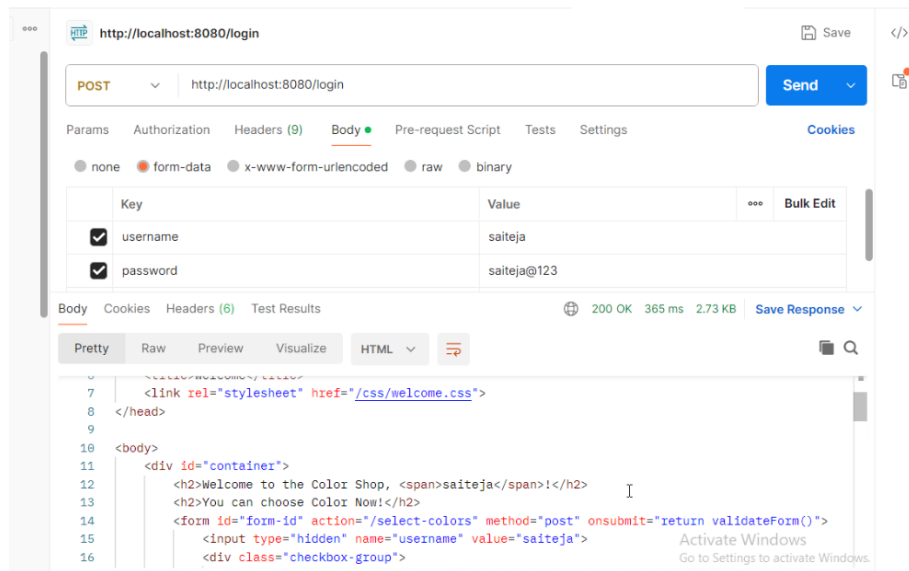 HTTP http://localhost:8080/login Save </>
POST http://localhost:8080/login Send
Params Authorization Headers (9) Body Pre-request Script Tests Settings Cookies
none form-data x-www-form-urlencoded raw binary
Key Value Bulk Edit
username saiteja
password saiteja@123
Body Cookies Headers (6) Test Results 200 OK 365 ms 2.73 KB Save Response
Pretty Raw Preview Visualize HTML
6 <title>Welcome</title>
7 <link rel="stylesheet" href="/css/welcome.css">
8 </head>
9
10 <body>
11 <div id="container">
12 <h2>Welcome to the Color Shop, <span>saiteja</span>!</h2>
13 <h2>You can choose Color Now!</h2>
14 <form id="form-id" action="/select-colors" method="post" onsubmit="return validateForm()">
15 <input type="hidden" name="username" value="saiteja">
16 <div class="checkbox-group">
Activate Windows
Go to Settings to activate Windows.